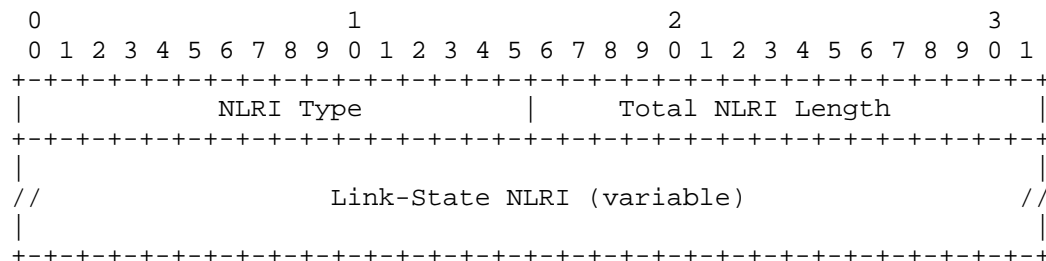 0                   1                   2                   3
 0 1 2 3 4 5 6 7 8 9 0 1 2 3 4 5 6 7 8 9 0 1 2 3 4 5 6 7 8 9 0 1
+-+-+-+-+-+-+-+-+-+-+-+-+-+-+-+-+-+-+-+-+-+-+-+-+-+-+-+-+-+-+-+-+
|            NLRI Type          |     Total NLRI Length         |
+-+-+-+-+-+-+-+-+-+-+-+-+-+-+-+-+-+-+-+-+-+-+-+-+-+-+-+-+-+-+-+-+
|                                                               |
//                  Link-State NLRI (variable)                 //
|                                                               |
+-+-+-+-+-+-+-+-+-+-+-+-+-+-+-+-+-+-+-+-+-+-+-+-+-+-+-+-+-+-+-+-+